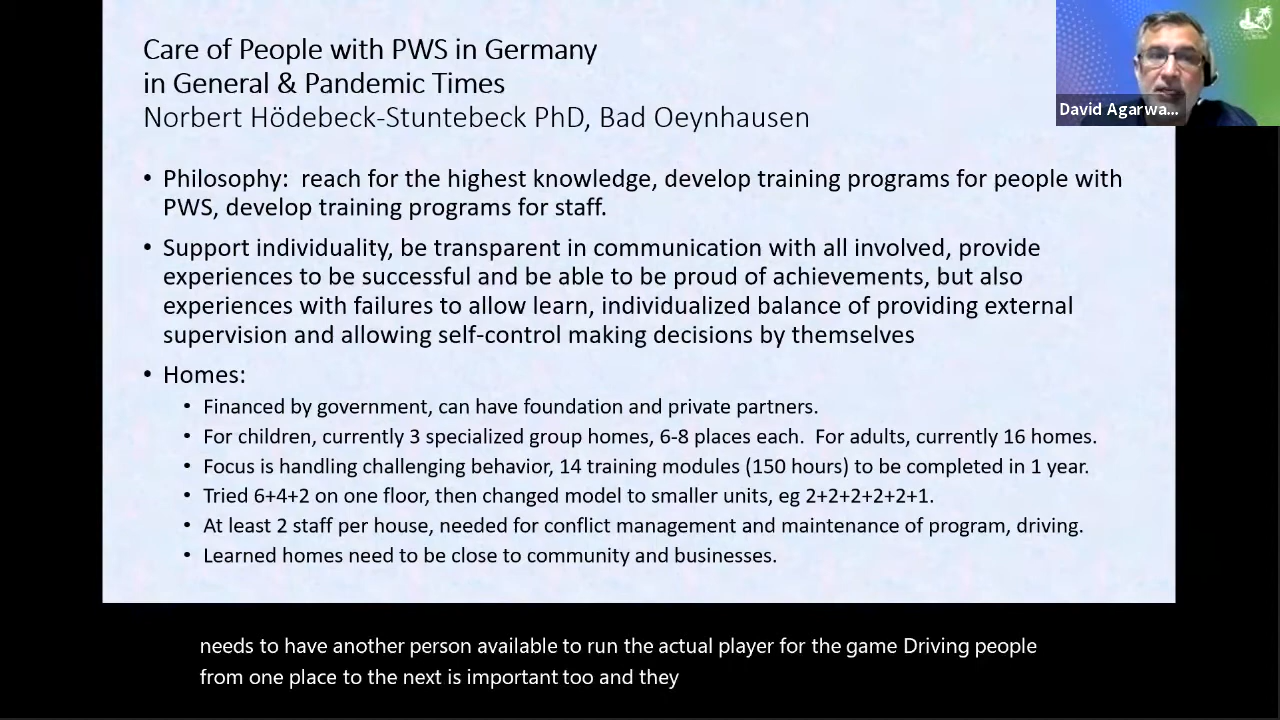 Care of People with PWS in Germany
in General & Pandemic Times
Norbert Hödebeck-Stuntebeck PhD, Bad Oeynhausen
David Agarwa...
• Philosophy: reach for the highest knowledge, develop training programs for people with
PWS, develop training programs for staff.
• Support individuality, be transparent in communication with all involved, provide
experiences to be successful and be able to be proud of achievements, but also
experiences with failures to allow learn, individualized balance of providing external
supervision and allowing self-control making decisions by themselves
• Homes:
• Financed by government, can have foundation and private partners.
• For children, currently 3 specialized group homes, 6-8 places each. For adults, currently 16 homes.
• Focus is handling challenging behavior, 14 training modules (150 hours) to be completed in 1 year.
• Tried 6+4+2 on one floor, then changed model to smaller units, eg 2+2+2+2+2+1.
• At least 2 staff per house, needed for conflict management and maintenance of program, driving.
• Learned homes need to be close to community and businesses.
needs to have another person available to run the actual player for the game Driving people
from one place to the next is important too and they